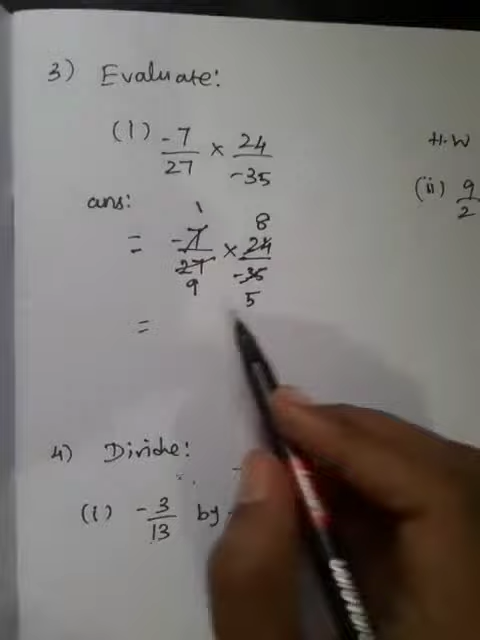 3) Evaluate:
(1) -7/27 × 24/-35
H.W
(ii) 9/2
ans:
1 8
= -7/27 × 24/-35
9 5
=
4) Divide:
(i) -3/13 by -